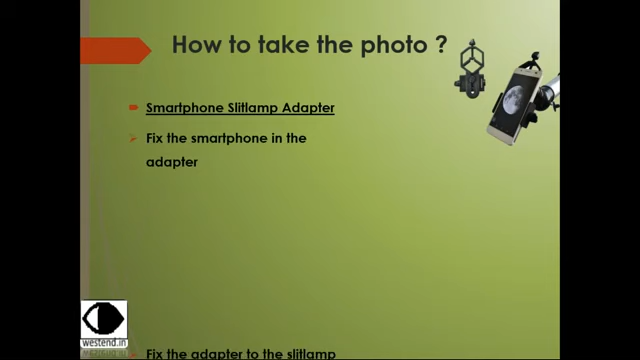 How to take the photo ?
Smartphone Slitlamp Adapter
Fix the smartphone in the
adapter
westend.in
Fix the adapter to the slitlamp